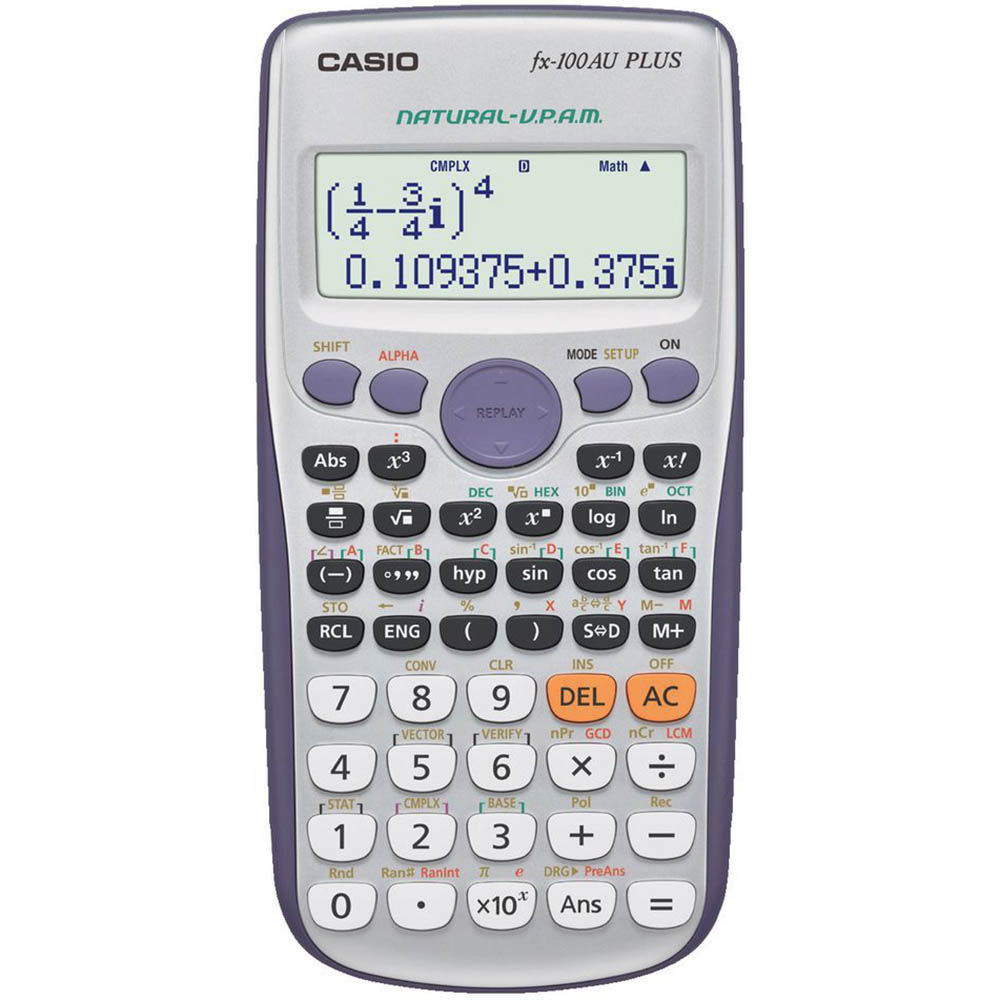 CASIO fx-100AU PLUS
NATURAL-V.P.A.M.
CMPLX D Math ▲
(1/4-3/4i)^4
0.109375+0.375i
SHIFT ALPHA MODE SETUP ON
REPLAY
Abs x³ x⁻¹ x!
■■/□ ³√■ DEC ■√□ HEX 10■ BIN e■ OCT
■/□ √■ x² x■ log ln
∠ A FACT B C sin⁻¹ D cos⁻¹ E tan⁻¹ F
(−) °,,, hyp sin cos tan
STO ← i % , X a b/c⇔d/c Y M− M
RCL ENG ( ) S⇔D M+
CONV CLR INS OFF
7 8 9 DEL AC
VECTOR VERIFY nPr GCD nCr LCM
4 5 6 × ÷
STAT CMPLX BASE Pol Rec
1 2 3 + −
Rnd Ran# RanInt π e DRG▶ PreAns
0 . ×10ˣ Ans =